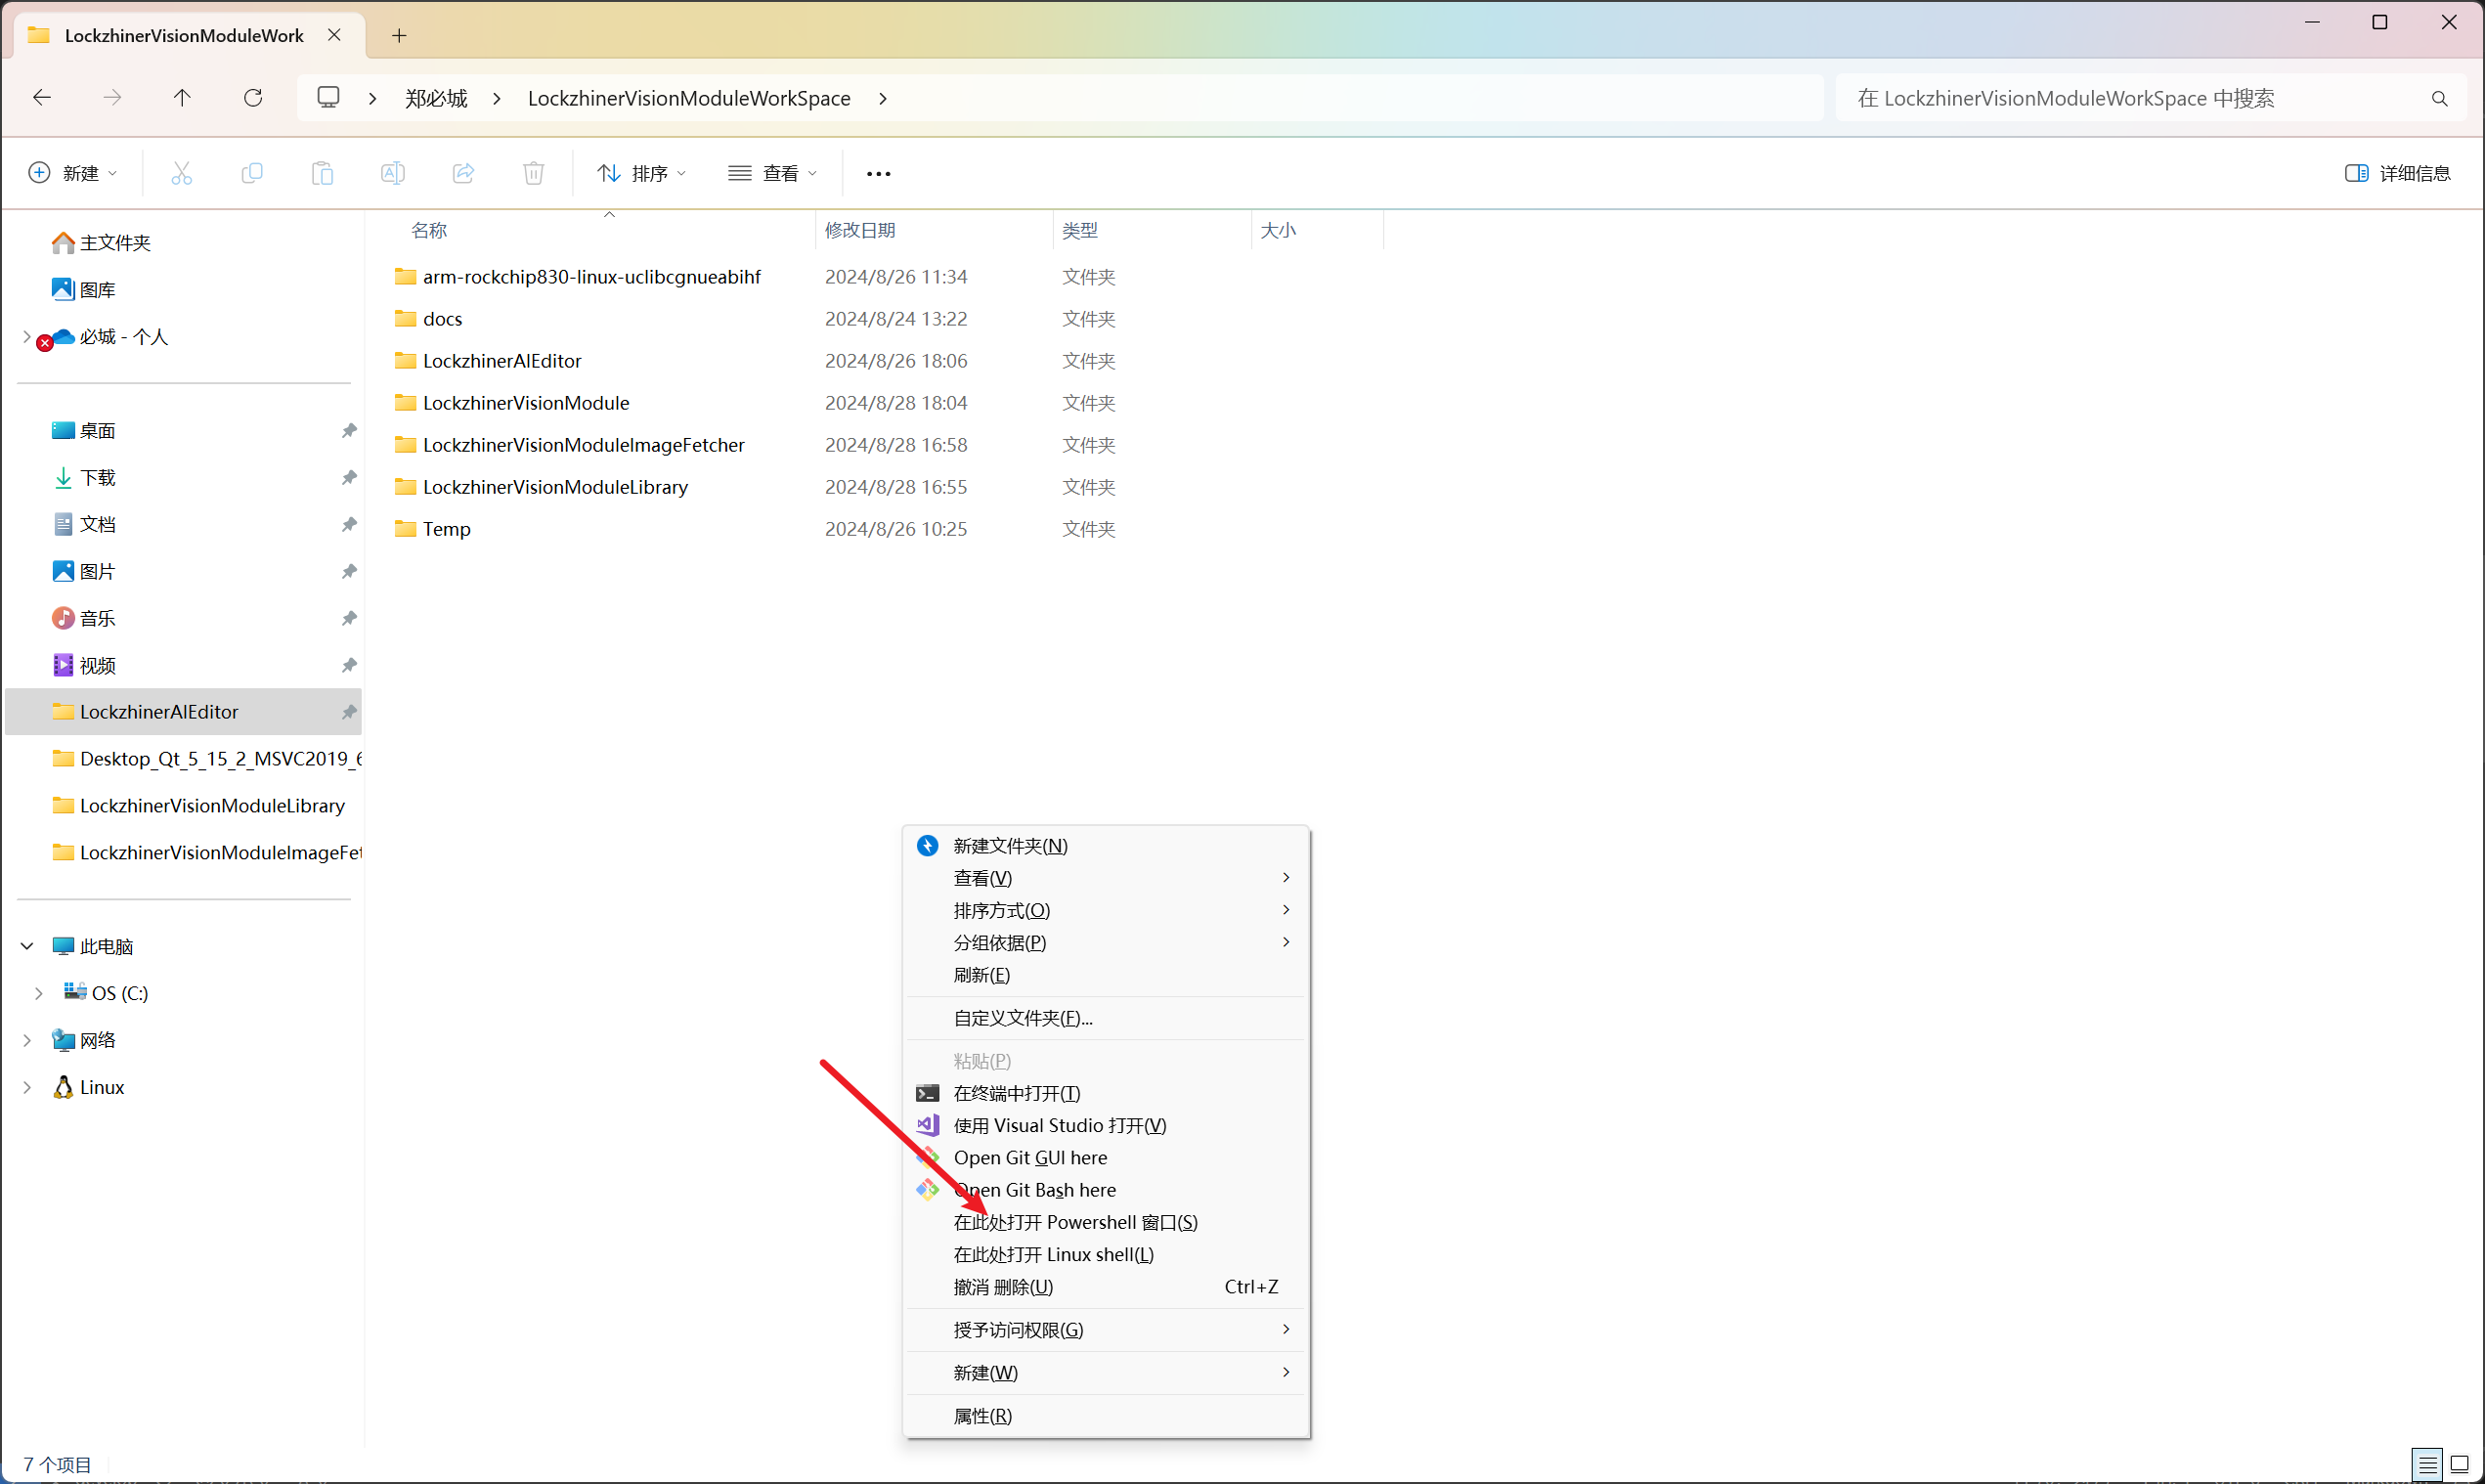 LockzhinerVisionModuleWork
郑必城
LockzhinerVisionModuleWorkSpace
在 LockzhinerVisionModuleWorkSpace 中搜索
新建
排序
查看
详细信息
名称 修改日期 类型 大小
arm-rockchip830-linux-uclibcgnueabihf 2024/8/26 11:34 文件夹
docs 2024/8/24 13:22 文件夹
LockzhinerAIEditor 2024/8/26 18:06 文件夹
LockzhinerVisionModule 2024/8/28 18:04 文件夹
LockzhinerVisionModuleImageFetcher 2024/8/28 16:58 文件夹
LockzhinerVisionModuleLibrary 2024/8/28 16:55 文件夹
Temp 2024/8/26 10:25 文件夹
主文件夹
图库
必城 - 个人
桌面
下载
文档
图片
音乐
视频
LockzhinerAIEditor
Desktop_Qt_5_15_2_MSVC2019_6
LockzhinerVisionModuleLibrary
LockzhinerVisionModuleImageFet
此电脑
OS (C:)
网络
Linux
新建文件夹(N)
查看(V)
排序方式(O)
分组依据(P)
刷新(E)
自定义文件夹(F)...
粘贴(P)
在终端中打开(T)
使用 Visual Studio 打开(V)
Open Git GUI here
Open Git Bash here
在此处打开 Powershell 窗口(S)
在此处打开 Linux shell(L)
撤消 删除(U) Ctrl+Z
授予访问权限(G)
新建(W)
属性(R)
7 个项目